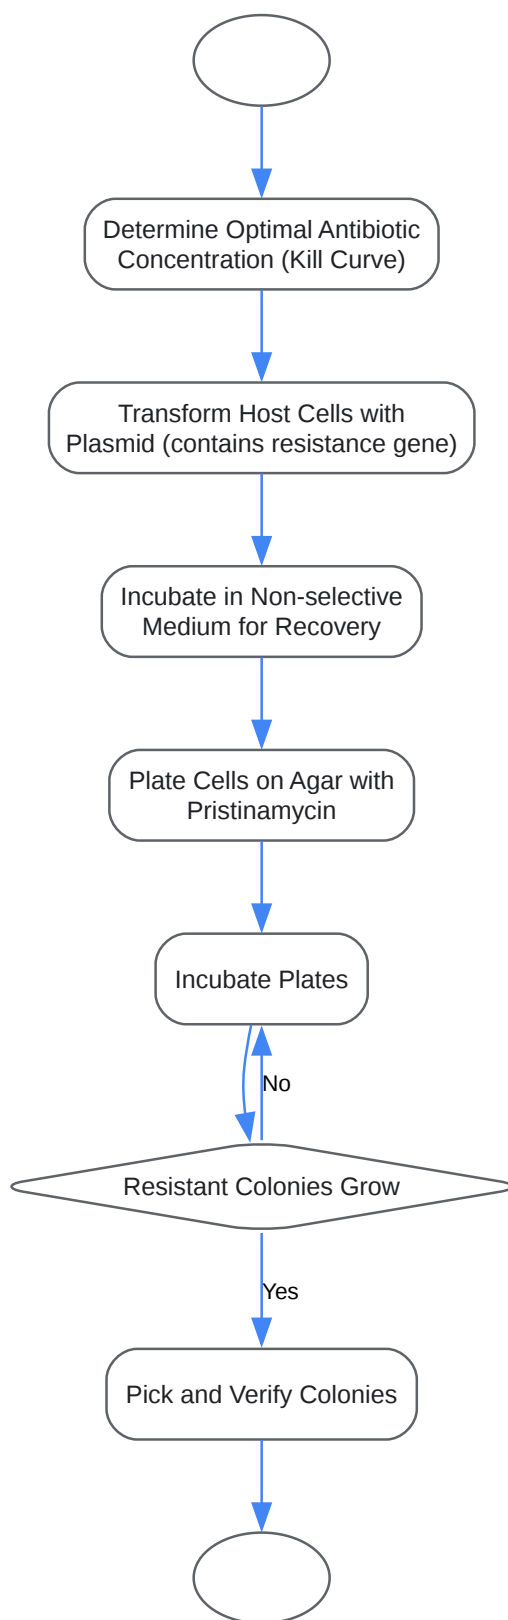 Determine Optimal Antibiotic
Concentration (Kill Curve)
Transform Host Cells with
Plasmid (contains resistance gene)
Incubate in Non-selective
Medium for Recovery
Plate Cells on Agar with
Pristinamycin
Incubate Plates
No
Resistant Colonies Grow
Yes
Pick and Verify Colonies